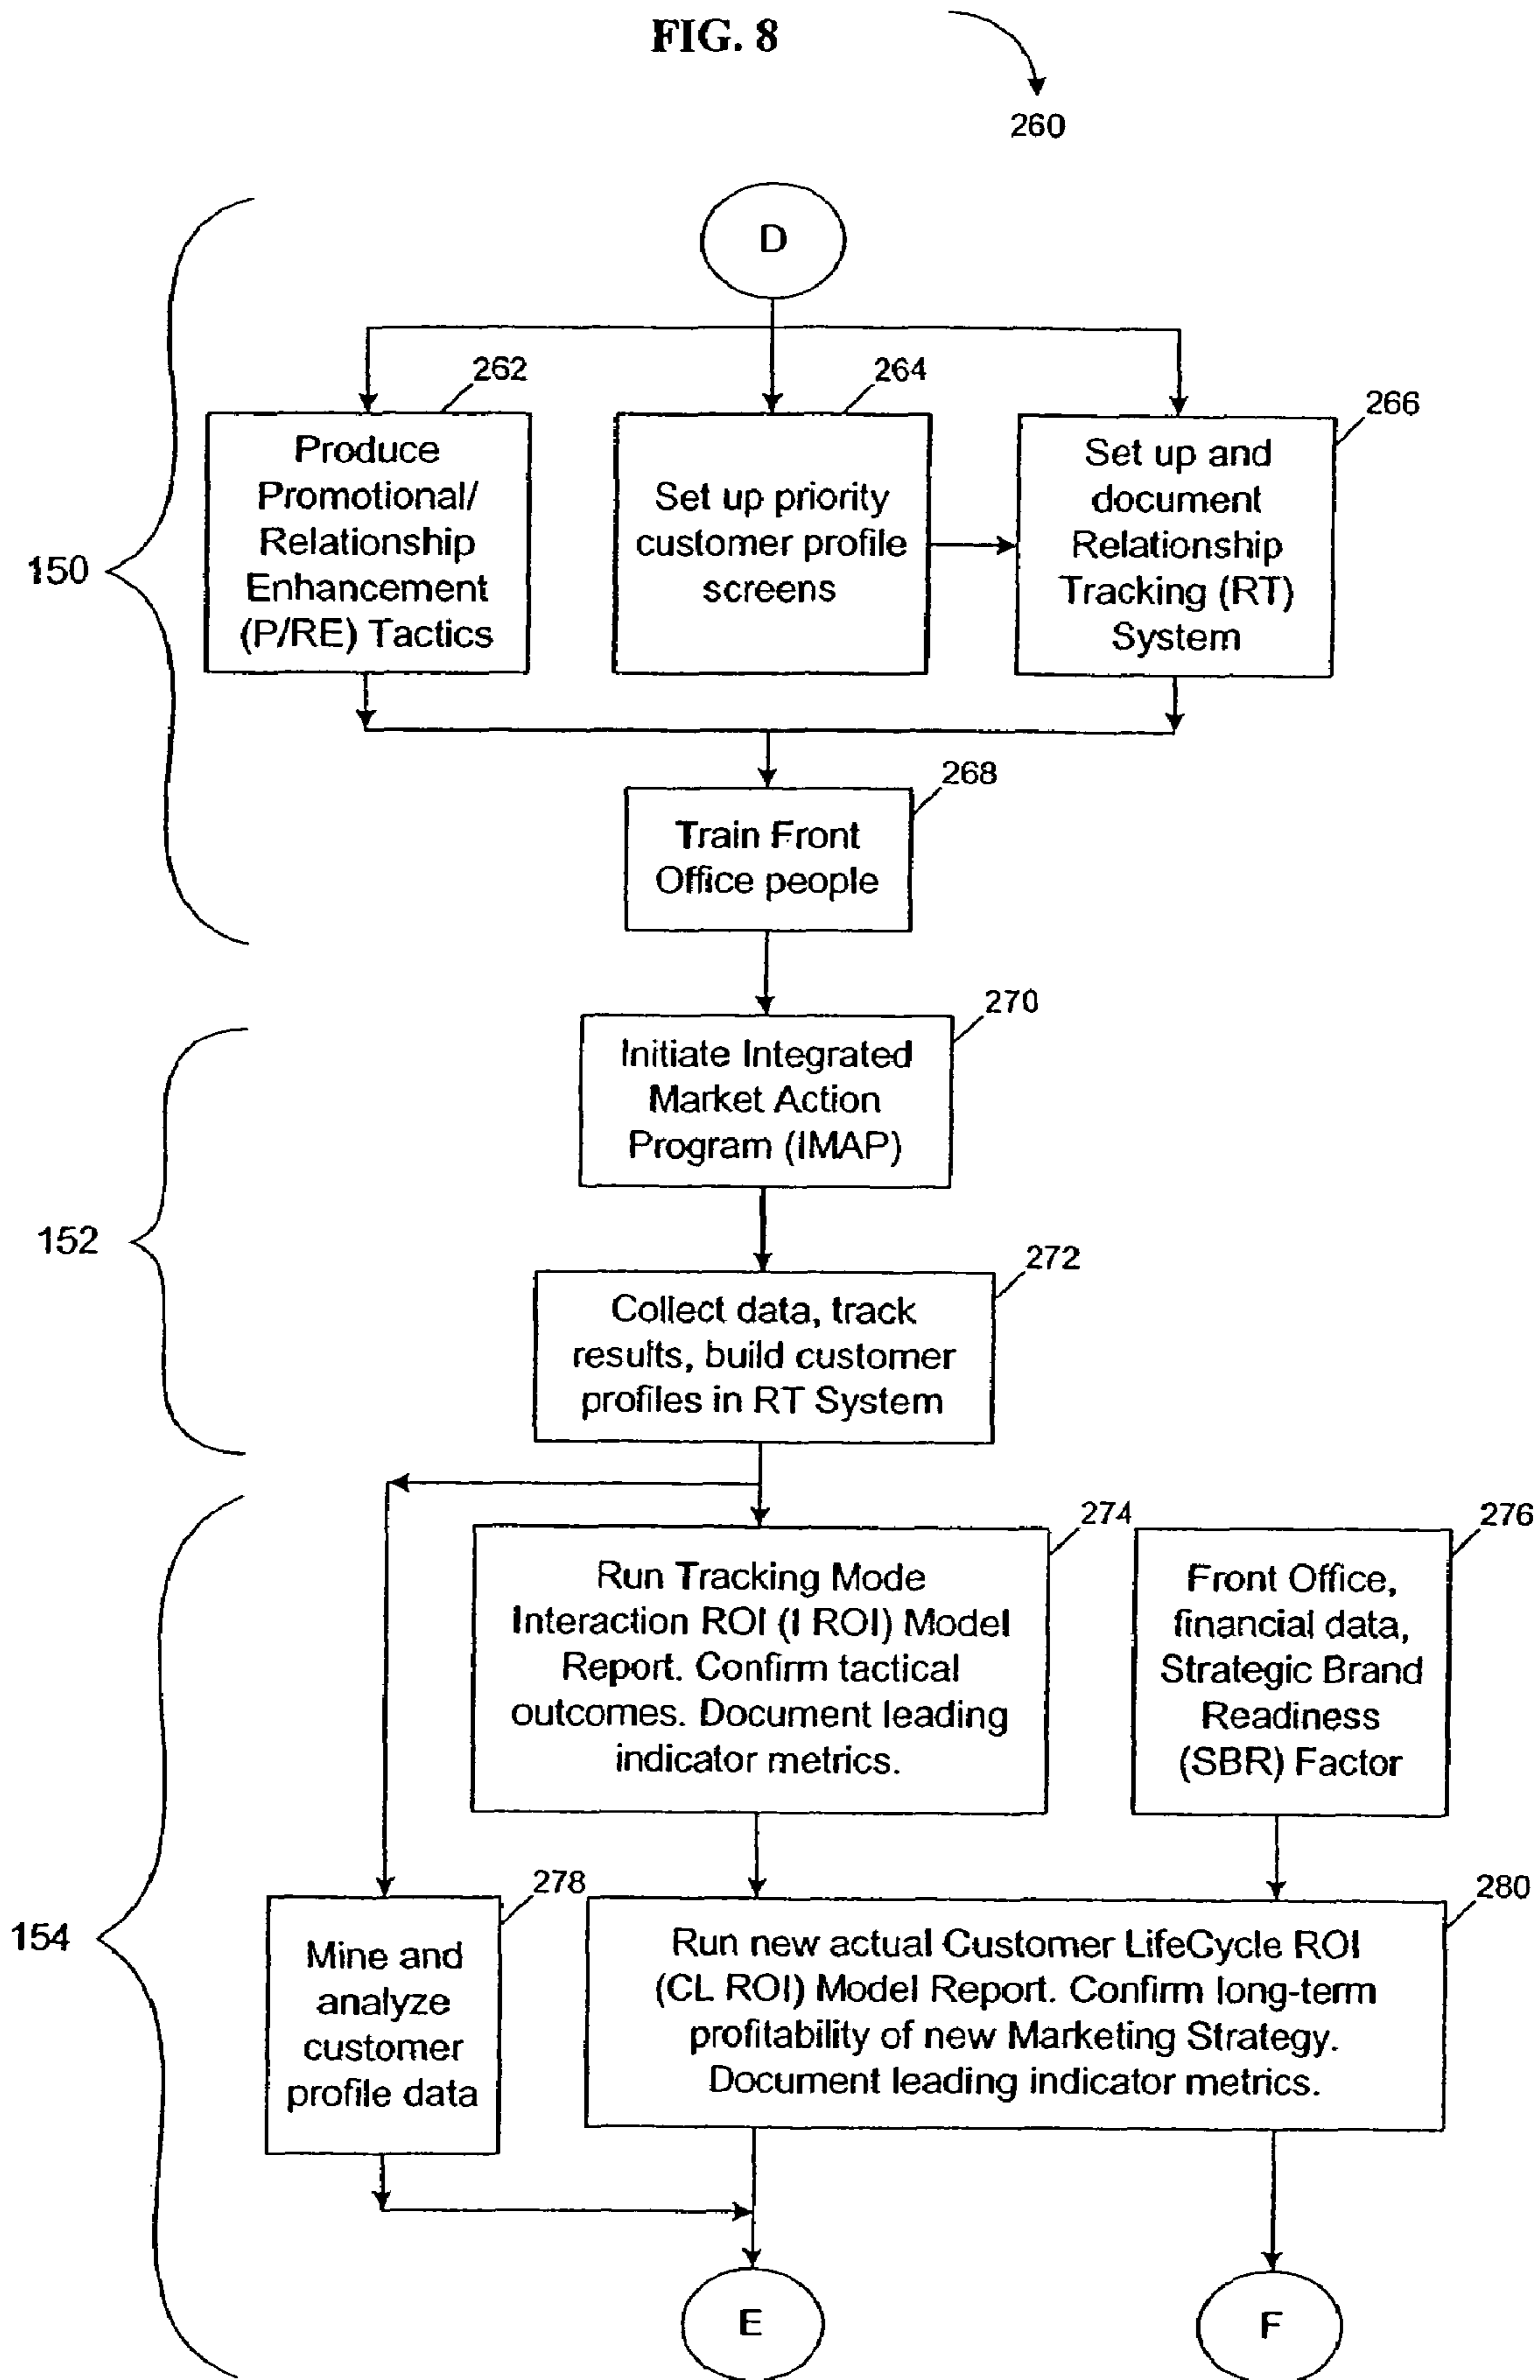 FIG. 8
260
D
262
264
266
Produce
Promotional/
Relationship
Enhancement
(P/RE) Tactics
Set up priority
customer profile
screens
Set up and
document
Relationship
Tracking (RT)
System
150
268
Train Front
Office people
270
Initiate Integrated
Market Action
Program (IMAP)
152
272
Collect data, track
results, build customer
profiles in RT System
274
276
Run Tracking Mode
Interaction ROI (I ROI) Model
Report. Confirm tactical
outcomes. Document leading
indicator metrics.
Front Office,
financial data,
Strategic Brand
Readiness
(SBR) Factor
154
278
280
Mine and
analyze
customer
profile data
Run new actual Customer LifeCycle ROI
(CL ROI) Model Report. Confirm long-term
profitability of new Marketing Strategy.
Document leading indicator metrics.
E
F